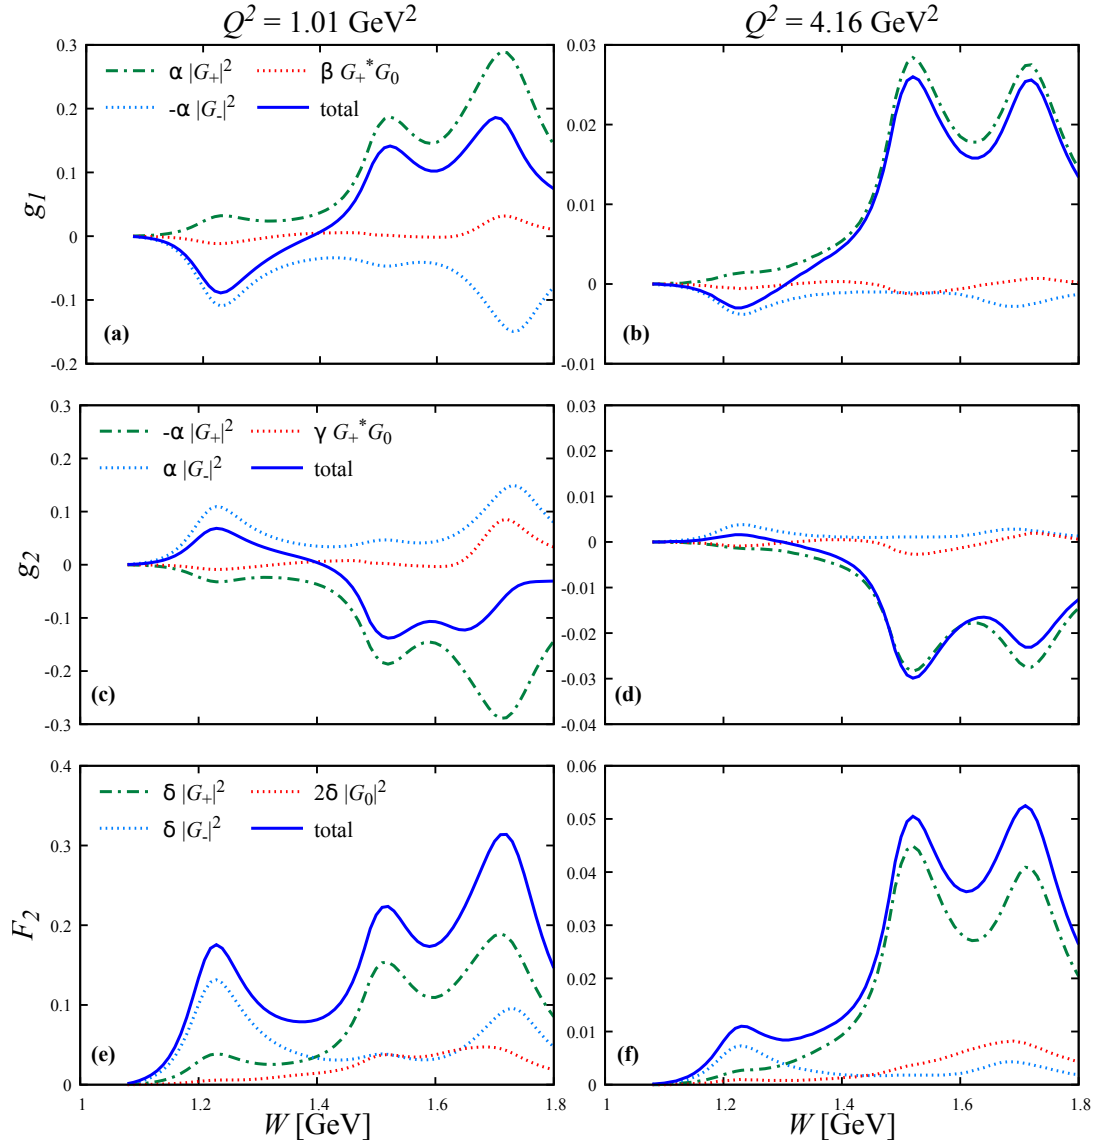 Q² = 1.01 GeV²
Q² = 4.16 GeV²
g₁
0.3
0.2
0.1
0
-0.1
-0.2
α |G₊|²
-α |G₋|²
β G₊*G₀
total
(a)
0.03
0.02
0.01
0
-0.01
(b)
g₂
0.3
0.2
0.1
0
-0.1
-0.2
-0.3
-α |G₊|²
α |G₋|²
γ G₊*G₀
total
(c)
0.03
0.02
0.01
0
-0.01
-0.02
-0.03
-0.04
(d)
F₂
0.4
0.3
0.2
0.1
0
δ |G₊|²
δ |G₋|²
2δ |G₀|²
total
(e)
1
1.2
1.4
1.6
1.8
W [GeV]
0.06
0.05
0.04
0.03
0.02
0.01
0
(f)
1.2
1.4
1.6
1.8
W [GeV]